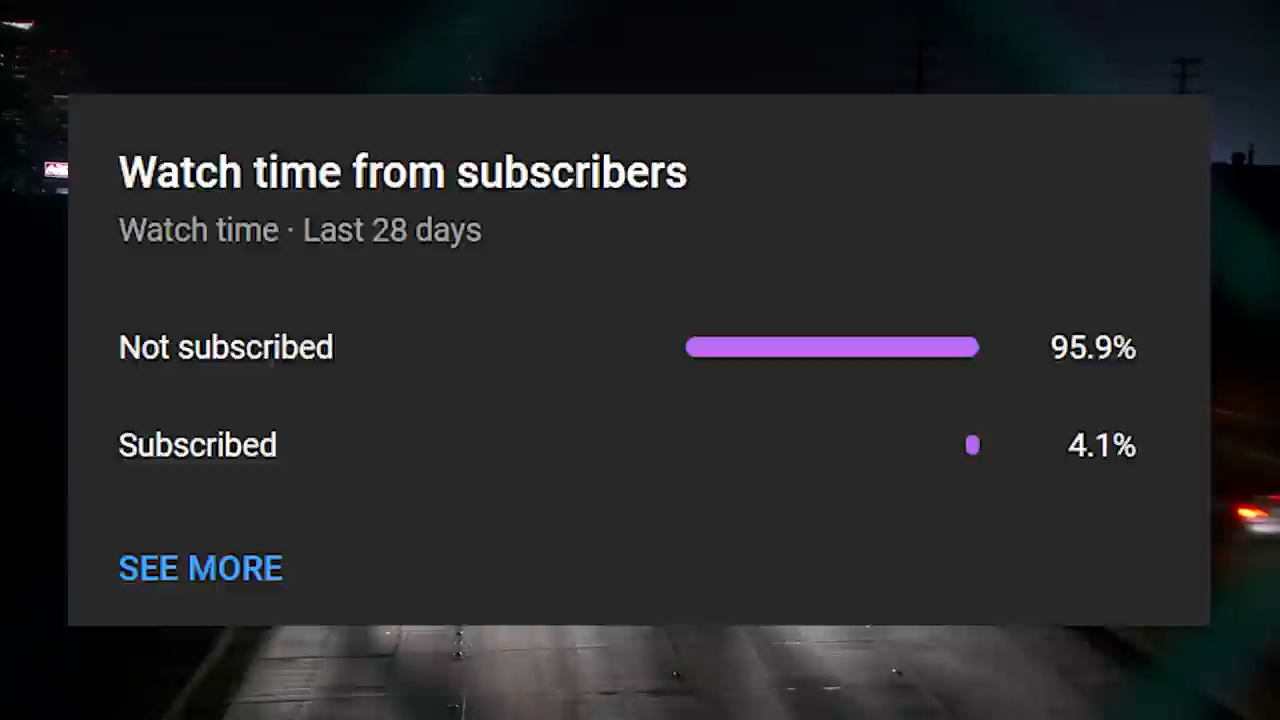 Watch time from subscribers
Watch time · Last 28 days
Not subscribed 95.9%
Subscribed 4.1%
SEE MORE